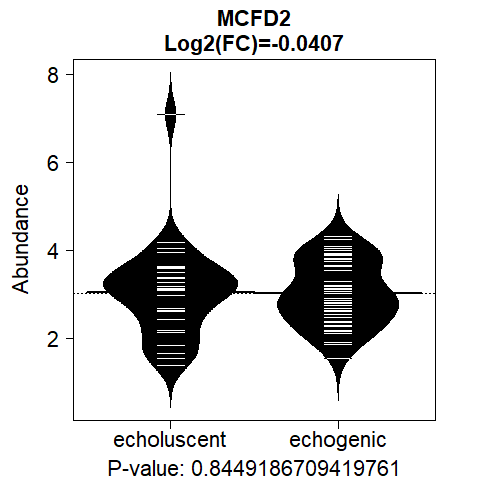 MCFD2
Log2(FC)=-0.0407
Abundance
8
6
4
2
echoluscent echogenic
P-value: 0.8449186709419761